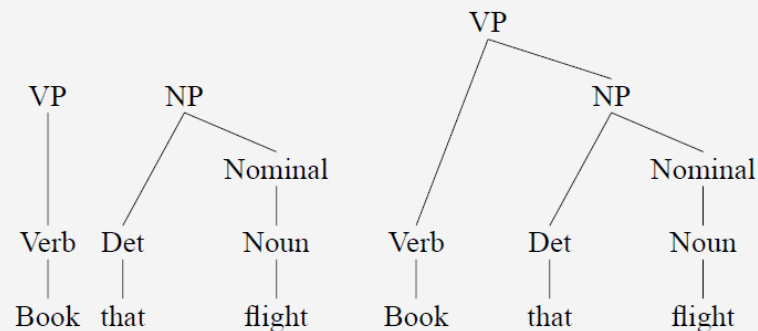 VP
VP NP NP
Nominal Nominal
Verb Det Noun Verb Det Noun
Book that flight Book that flight